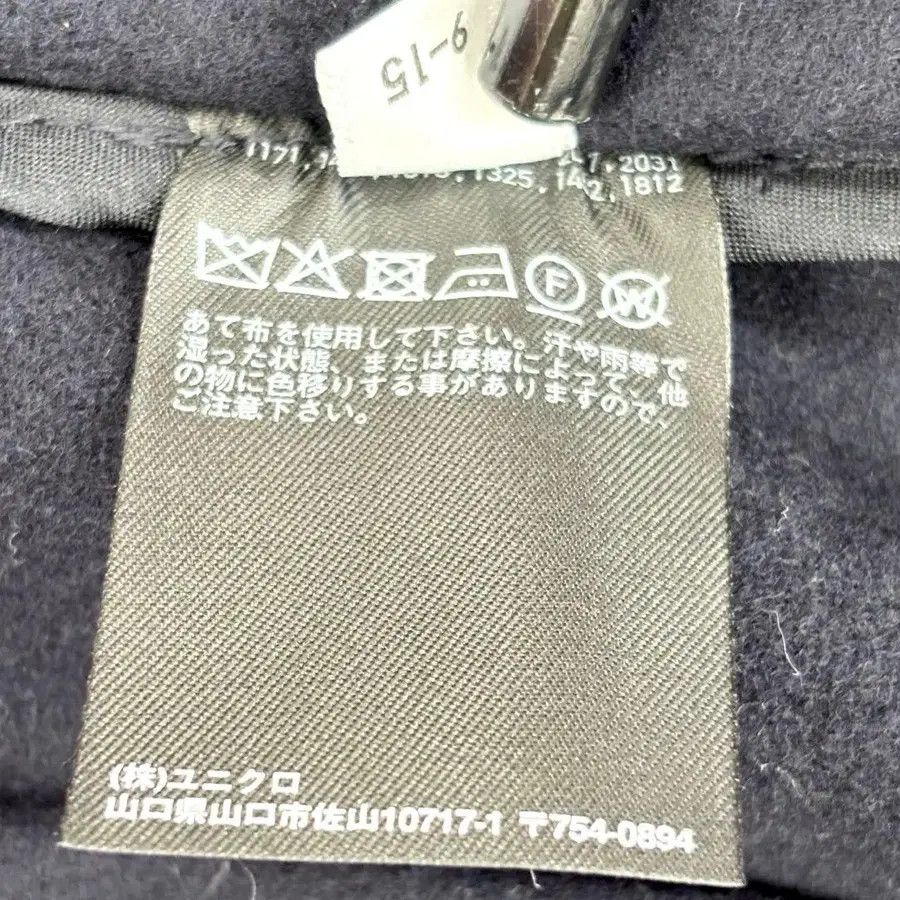 9-15
1325,
,2031
,1812
F
W
あて布を使用して下さい。汗や雨等で
湿った状態、または摩擦によって、他
の物に色移りする事がありますので、
ご注意下さい。
(株)ユニクロ
山口県山口市佐山10717-1 〒754-0894